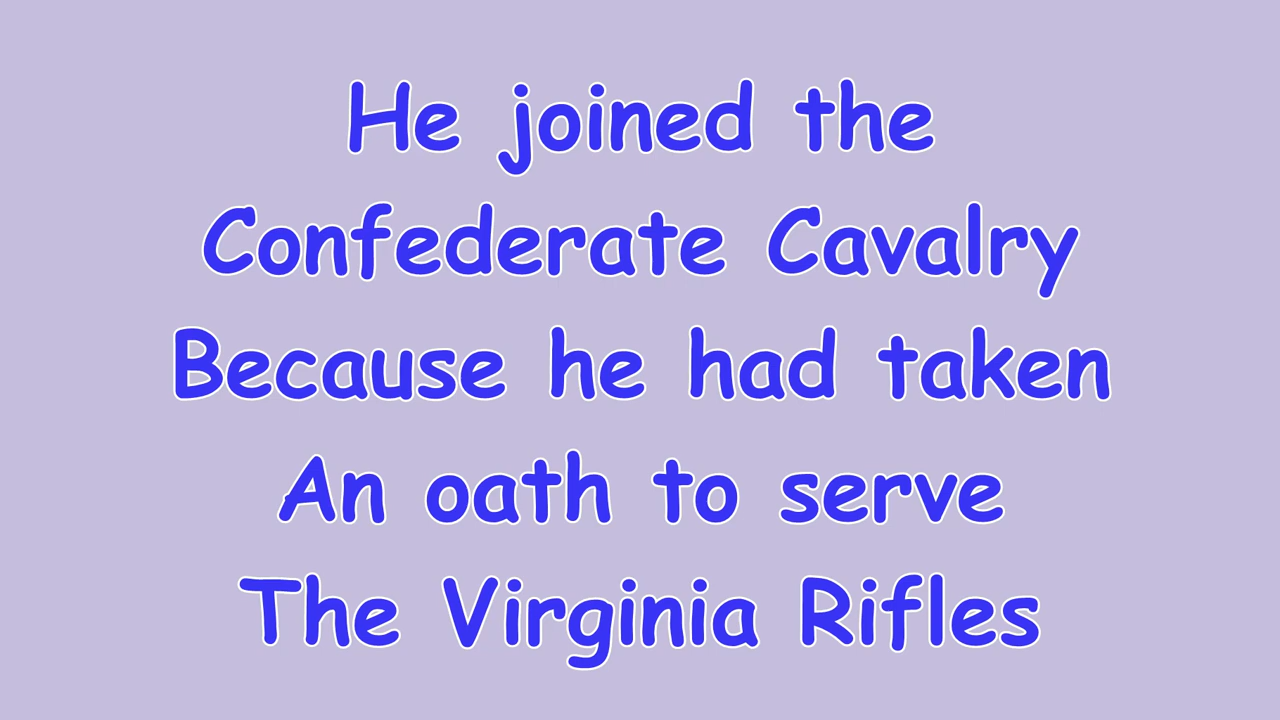 He joined the
Confederate Cavalry
Because he had taken
An oath to serve
The Virginia Rifles